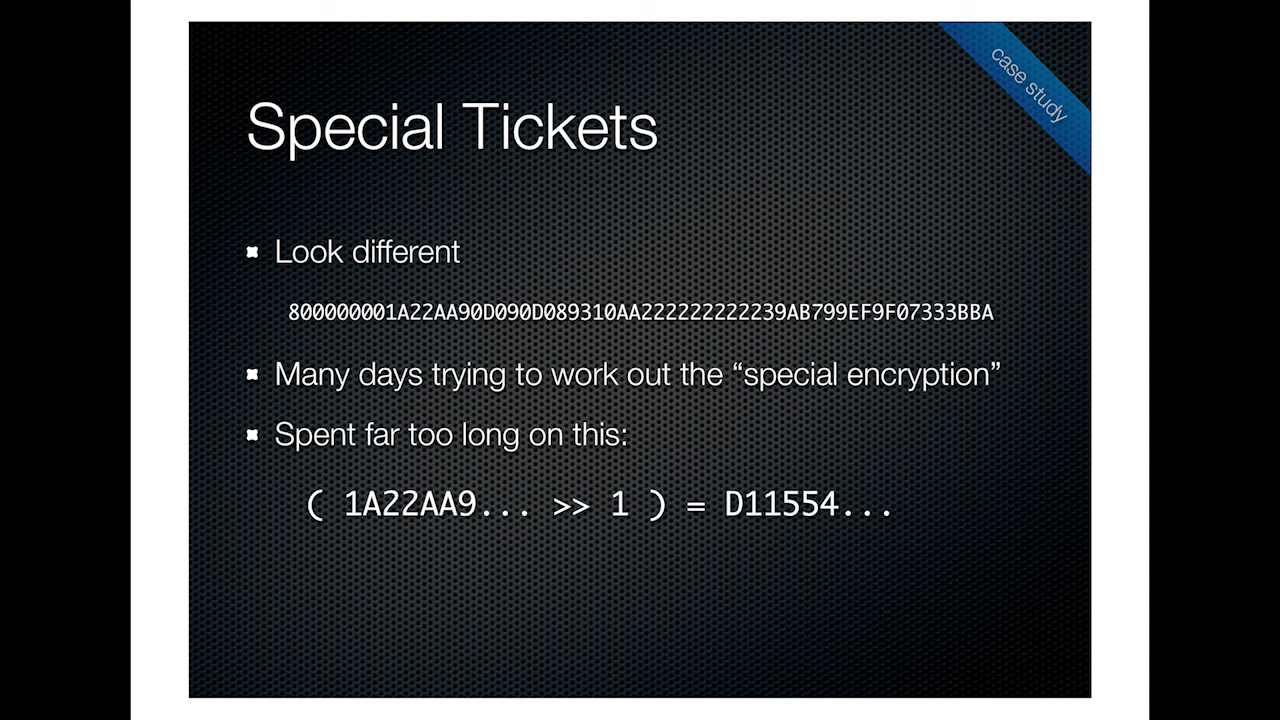 case study
Special Tickets
Look different
800000001A22AA90D090D089310AA222222222239AB799EF9F07333BBA
Many days trying to work out the “special encryption”
Spent far too long on this:
( 1A22AA9... >> 1 ) = D11554...